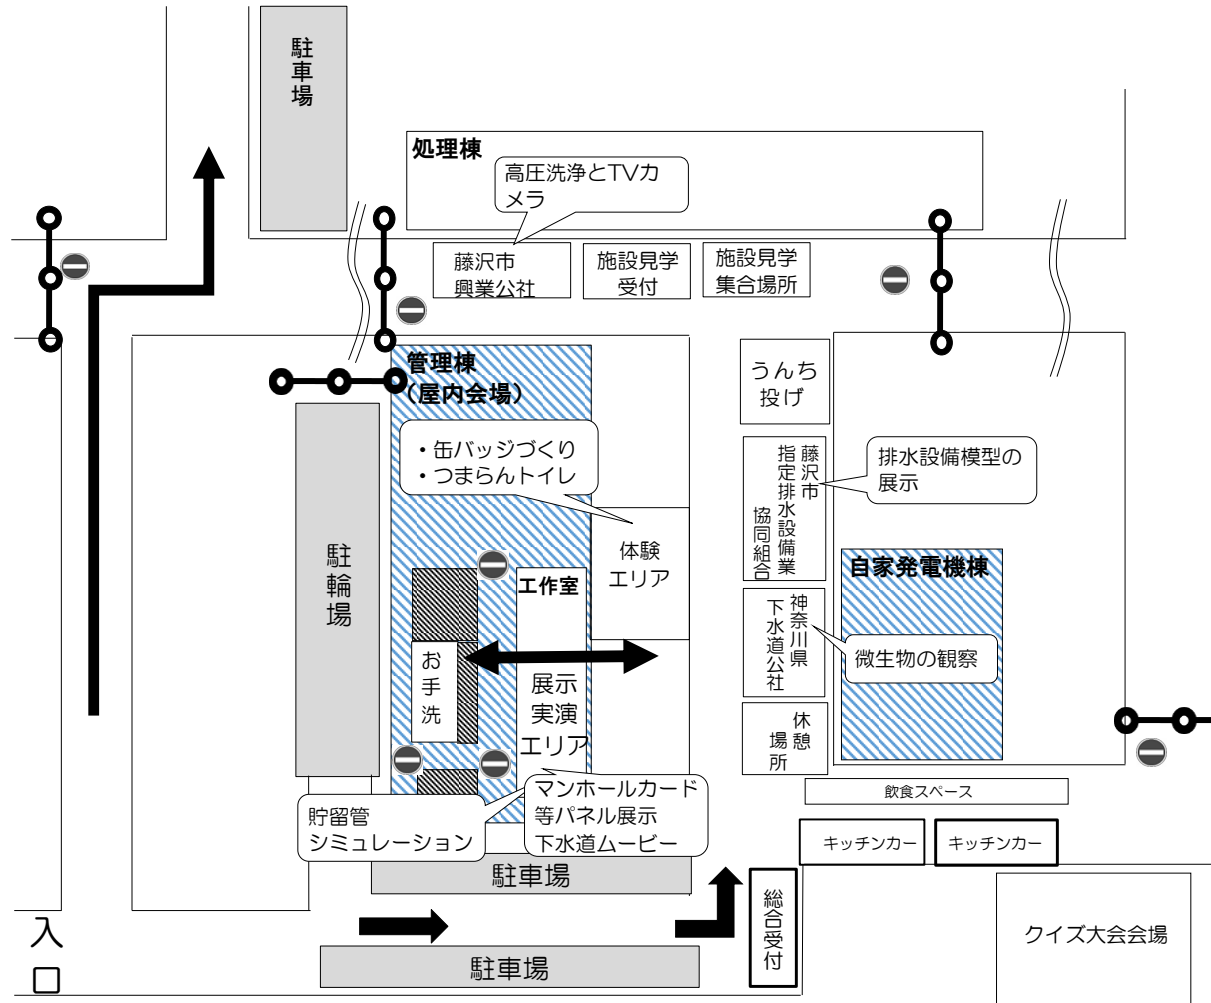 駐車場
処理棟
高圧洗浄とTVカ
メラ
藤沢市
興業公社
施設見学
受付
施設見学
集合場所
管理棟
（屋内会場）
・缶バッジづくり
・つまらんトイレ
うんち
投げ
藤沢市
指定排水設備業
協同組合
排水設備模型の
展示
体験
エリア
駐輪場
工作室
自家発電機棟
神奈川県
下水道公社
微生物の観察
お手洗
展示
実演
エリア
休憩
場所
飲食スペース
貯留管
シミュレーション
マンホールカード
等パネル展示
下水道ムービー
キッチンカー
キッチンカー
駐車場
総合受付
クイズ大会会場
入口
駐車場